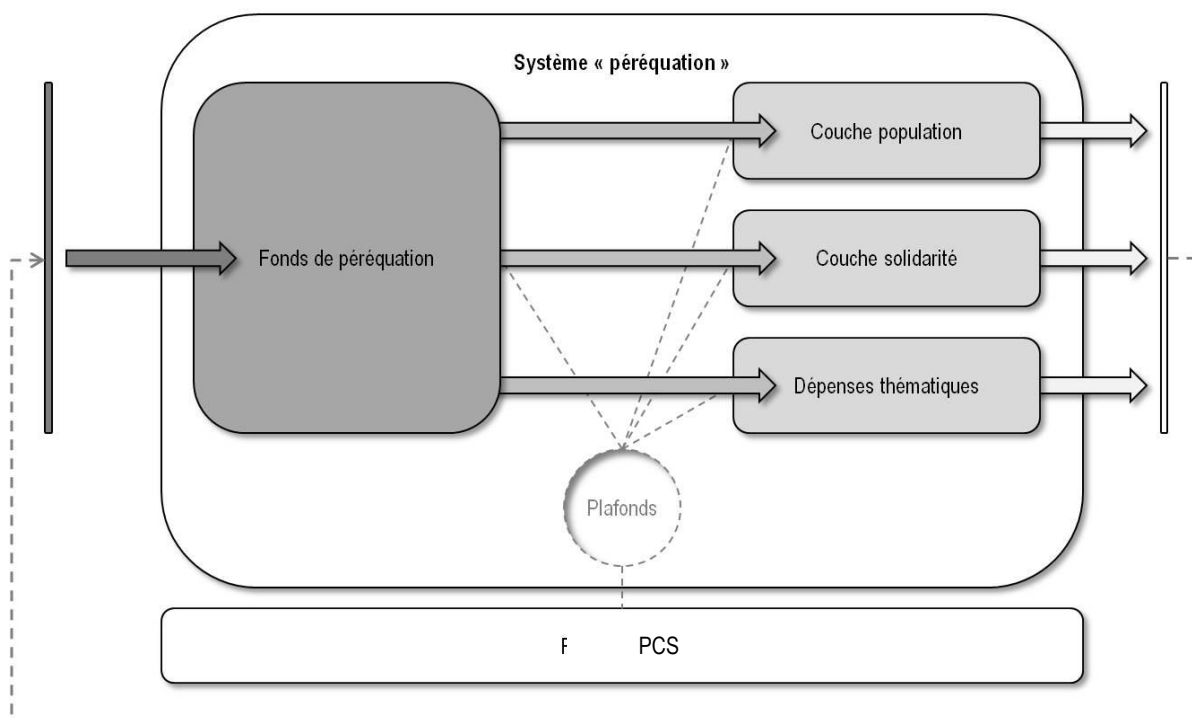 Système « péréquation »
Couche population
Fonds de péréquation
Couche solidarité
Dépenses thématiques
Plafonds
PCS